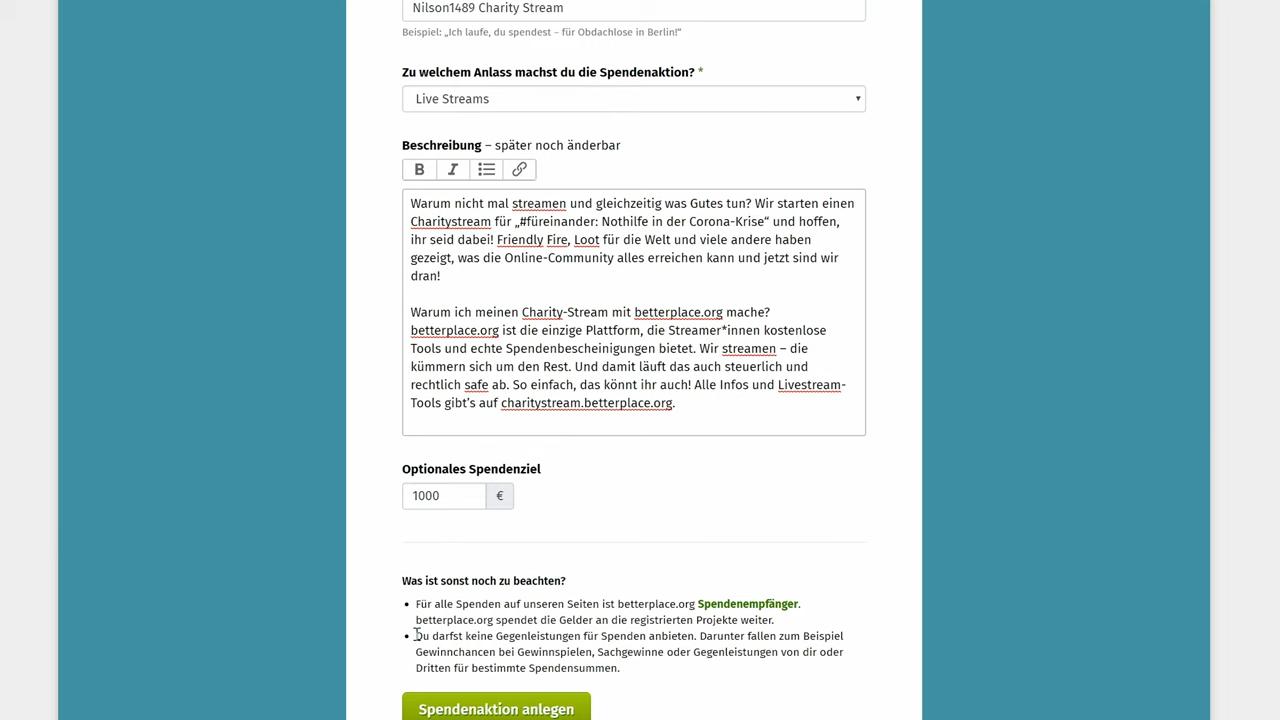 Nilson1489 Charity Stream
Beispiel: „Ich laufe, du spendest – für Obdachlose in Berlin!“
Zu welchem Anlass machst du die Spendenaktion? *
Live Streams
Beschreibung – später noch änderbar
B I
Warum nicht mal streamen und gleichzeitig was Gutes tun? Wir starten einen
Charitystream für „#füreinander: Nothilfe in der Corona-Krise“ und hoffen,
ihr seid dabei! Friendly Fire, Loot für die Welt und viele andere haben
gezeigt, was die Online-Community alles erreichen kann und jetzt sind wir
dran!
Warum ich meinen Charity-Stream mit betterplace.org mache?
betterplace.org ist die einzige Plattform, die Streamer*innen kostenlose
Tools und echte Spendenbescheinigungen bietet. Wir streamen – die
kümmern sich um den Rest. Und damit läuft das auch steuerlich und
rechtlich safe ab. So einfach, das könnt ihr auch! Alle Infos und Livestream-
Tools gibt’s auf charitystream.betterplace.org.
Optionales Spendenziel
1000 €
Was ist sonst noch zu beachten?
• Für alle Spenden auf unseren Seiten ist betterplace.org Spendenempfänger.
betterplace.org spendet die Gelder an die registrierten Projekte weiter.
• Du darfst keine Gegenleistungen für Spenden anbieten. Darunter fallen zum Beispiel
Gewinnchancen bei Gewinnspielen, Sachgewinne oder Gegenleistungen von dir oder
Dritten für bestimmte Spendensummen.
Spendenaktion anlegen